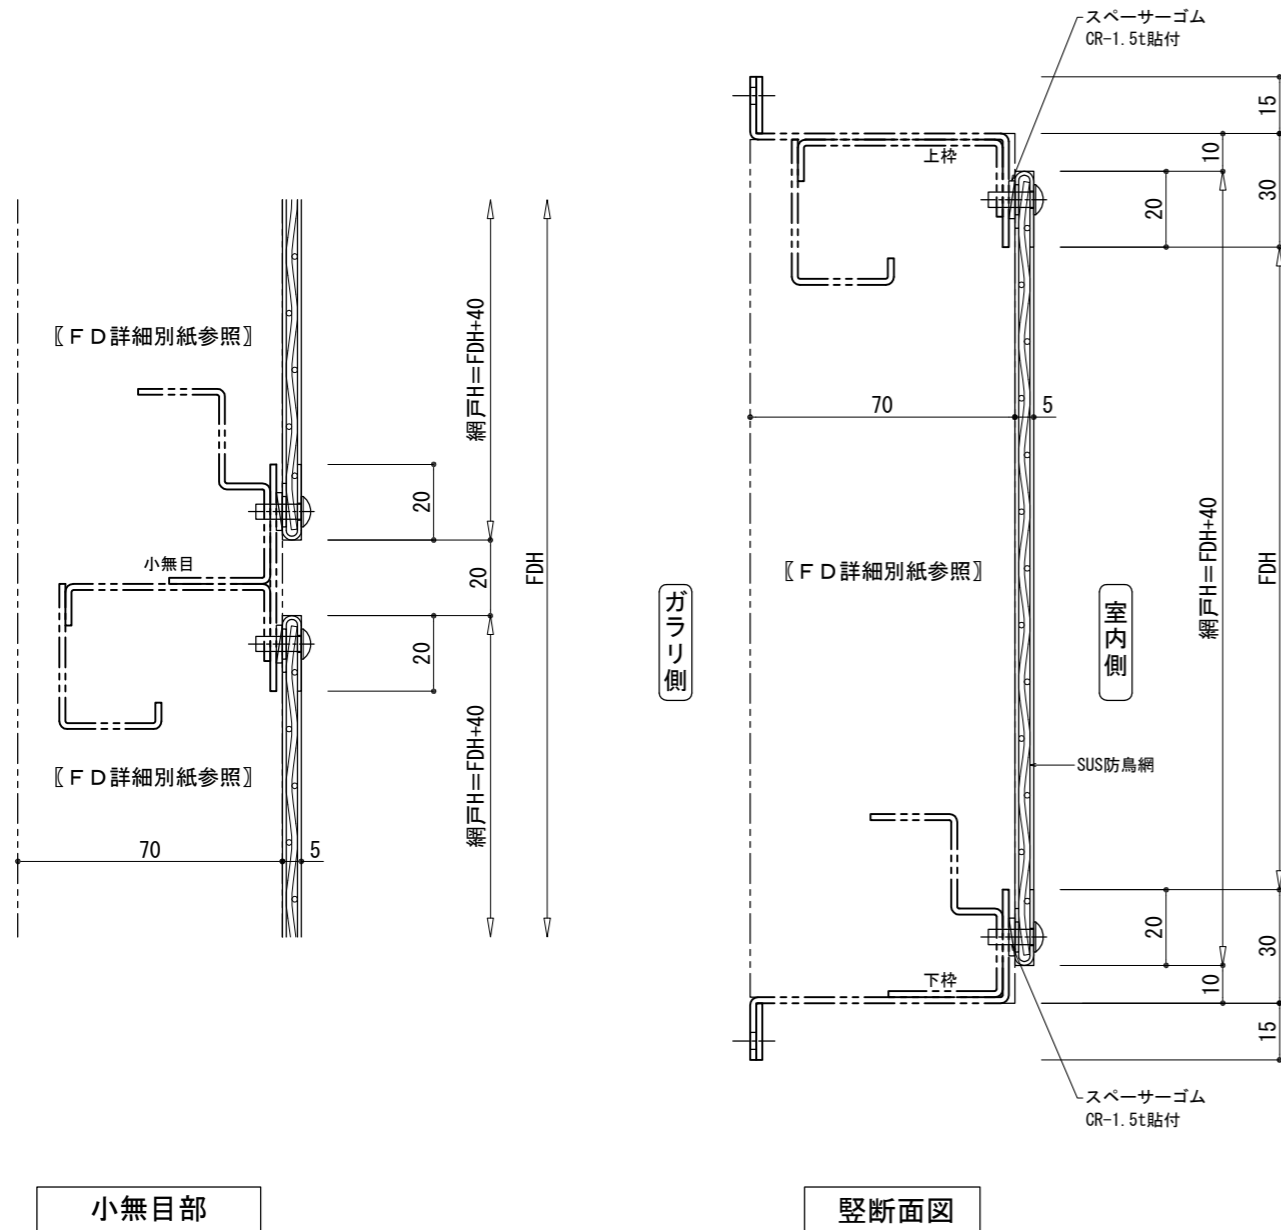 〖ＦＤ詳細別紙参照〗
小無目
〖ＦＤ詳細別紙参照〗
70
5
20
20
20
網戸H=FDH+40
網戸H=FDH+40
FDH
小無目部
スペーサーゴム
CR-1.5t貼付
上枠
15
10
30
20
70
5
〖ＦＤ詳細別紙参照〗
ガラリ側
室内側
網戸H=FDH+40
FDH
SUS防鳥網
下枠
20
30
10
15
スペーサーゴム
CR-1.5t貼付
竪断面図